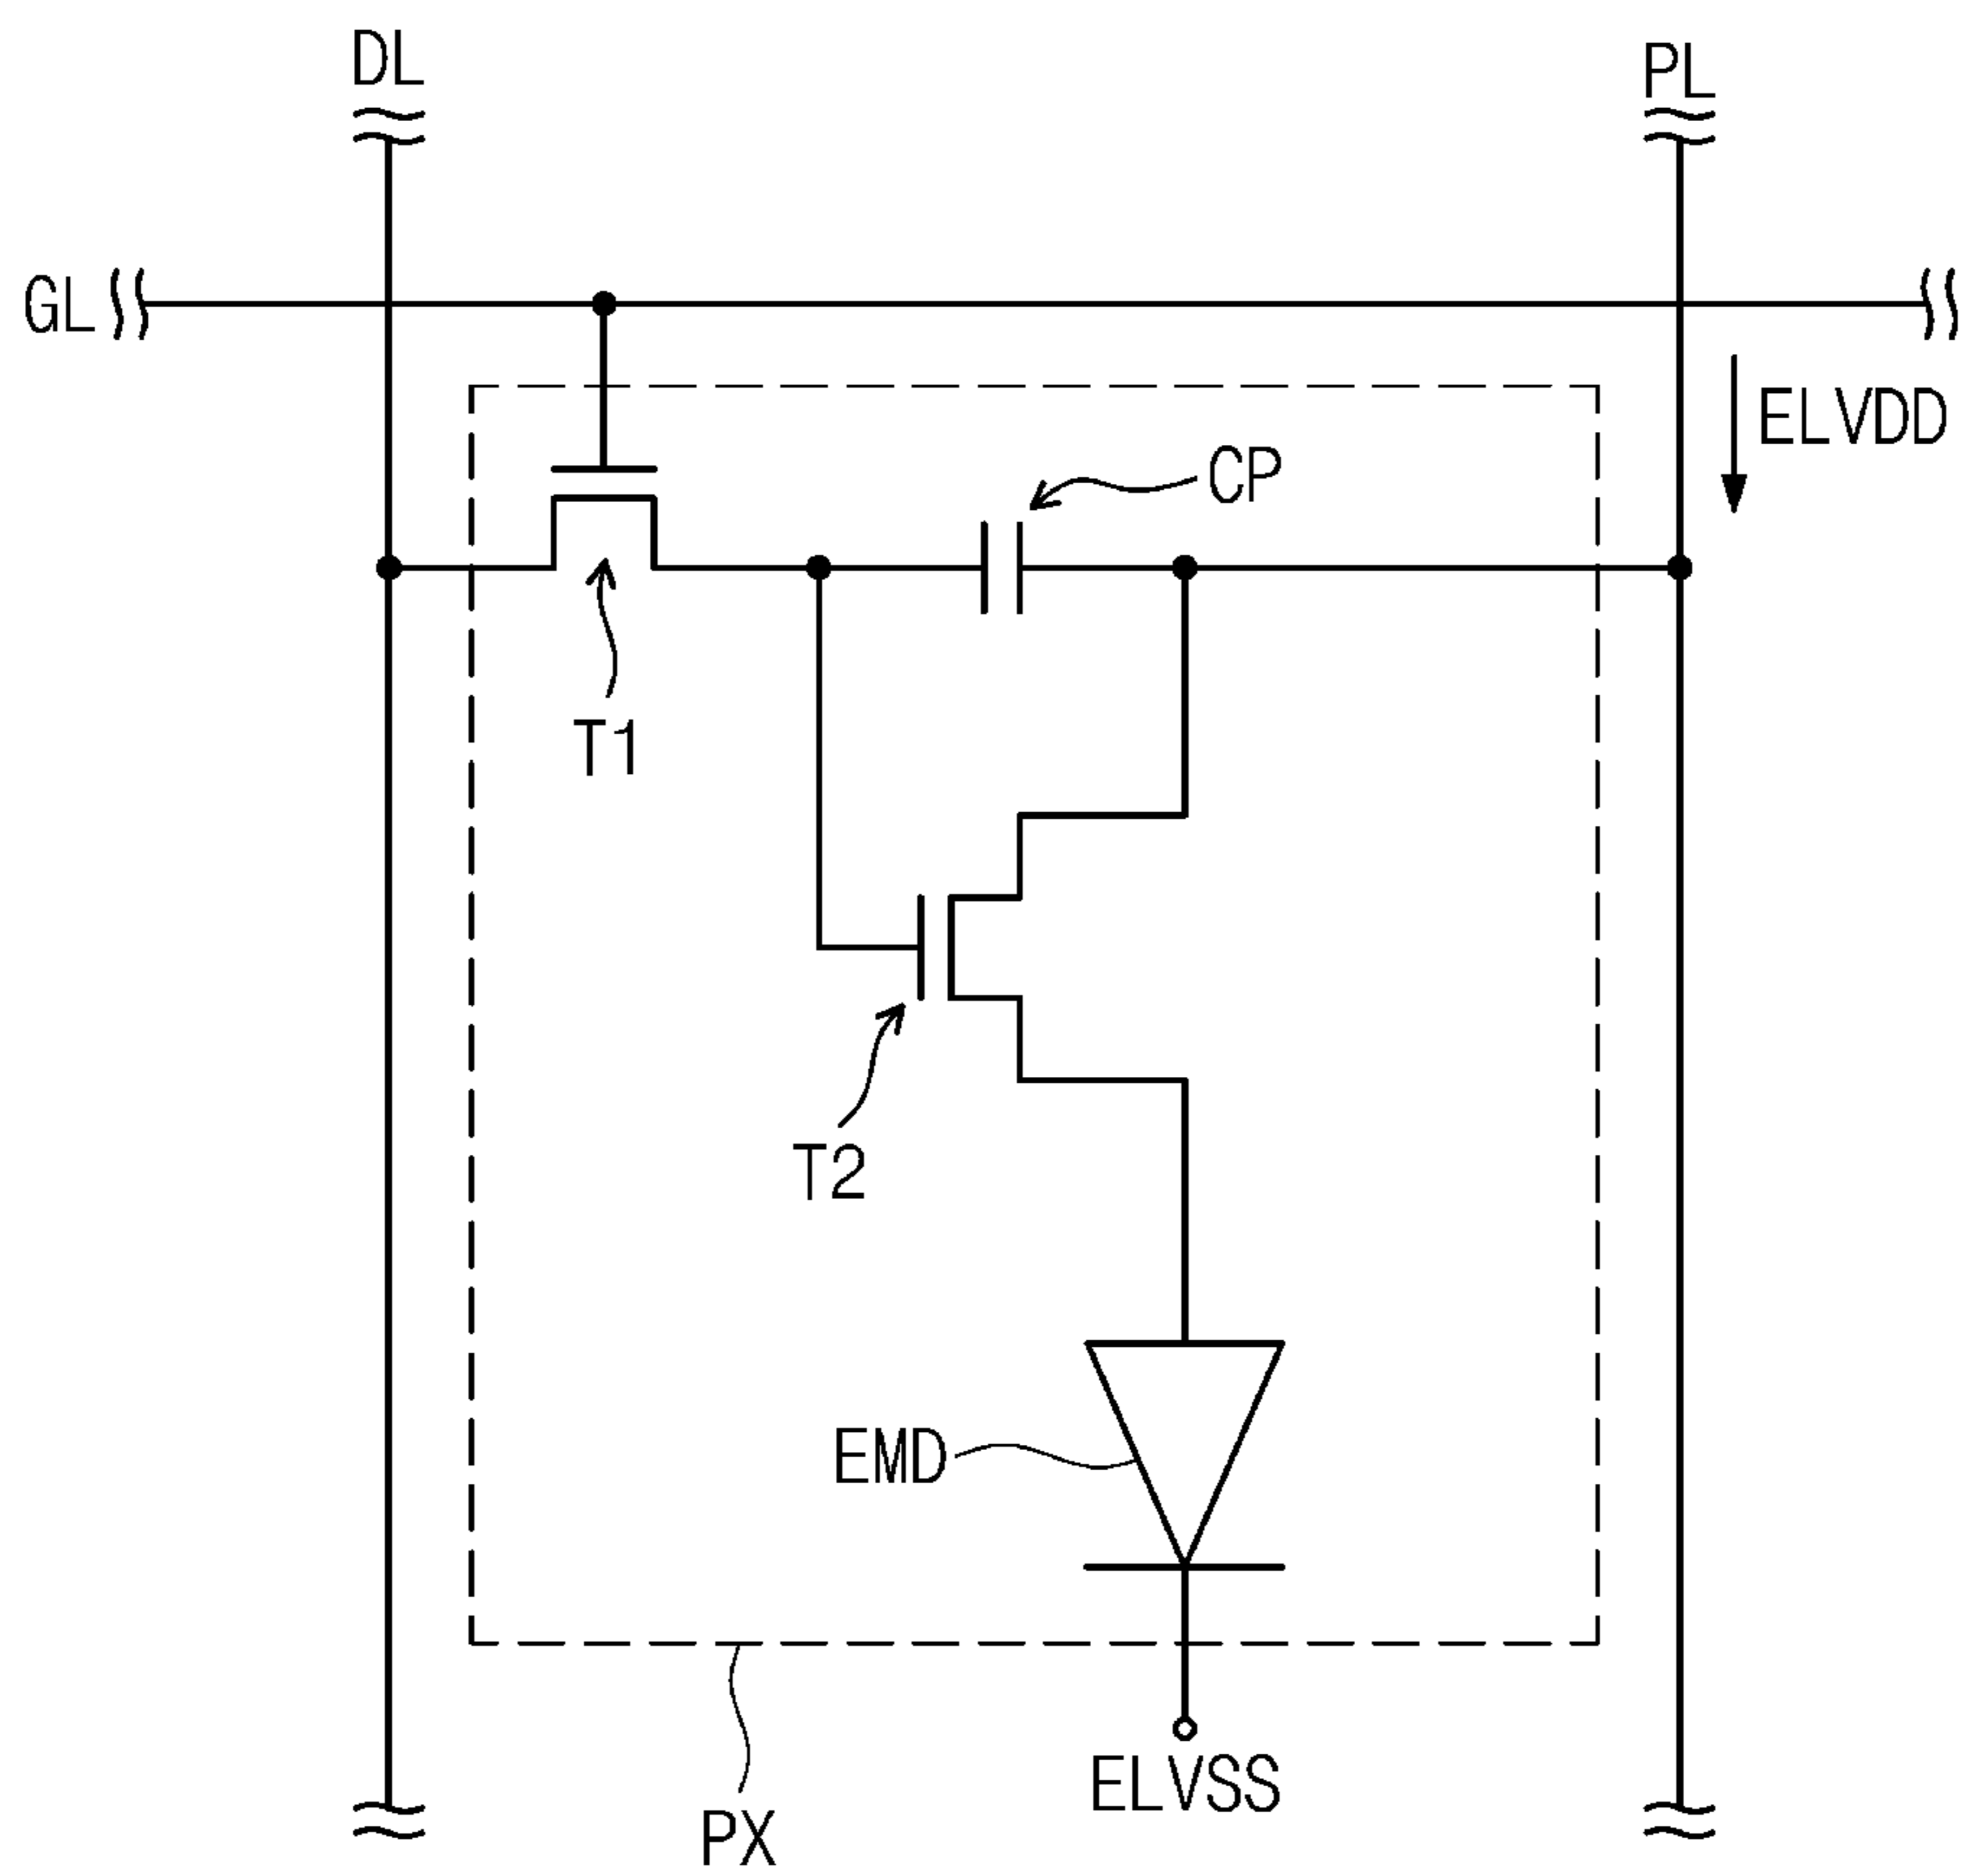 DL
PL
GL
ELVDD
CP
T1
T2
EMD
ELVSS
PX